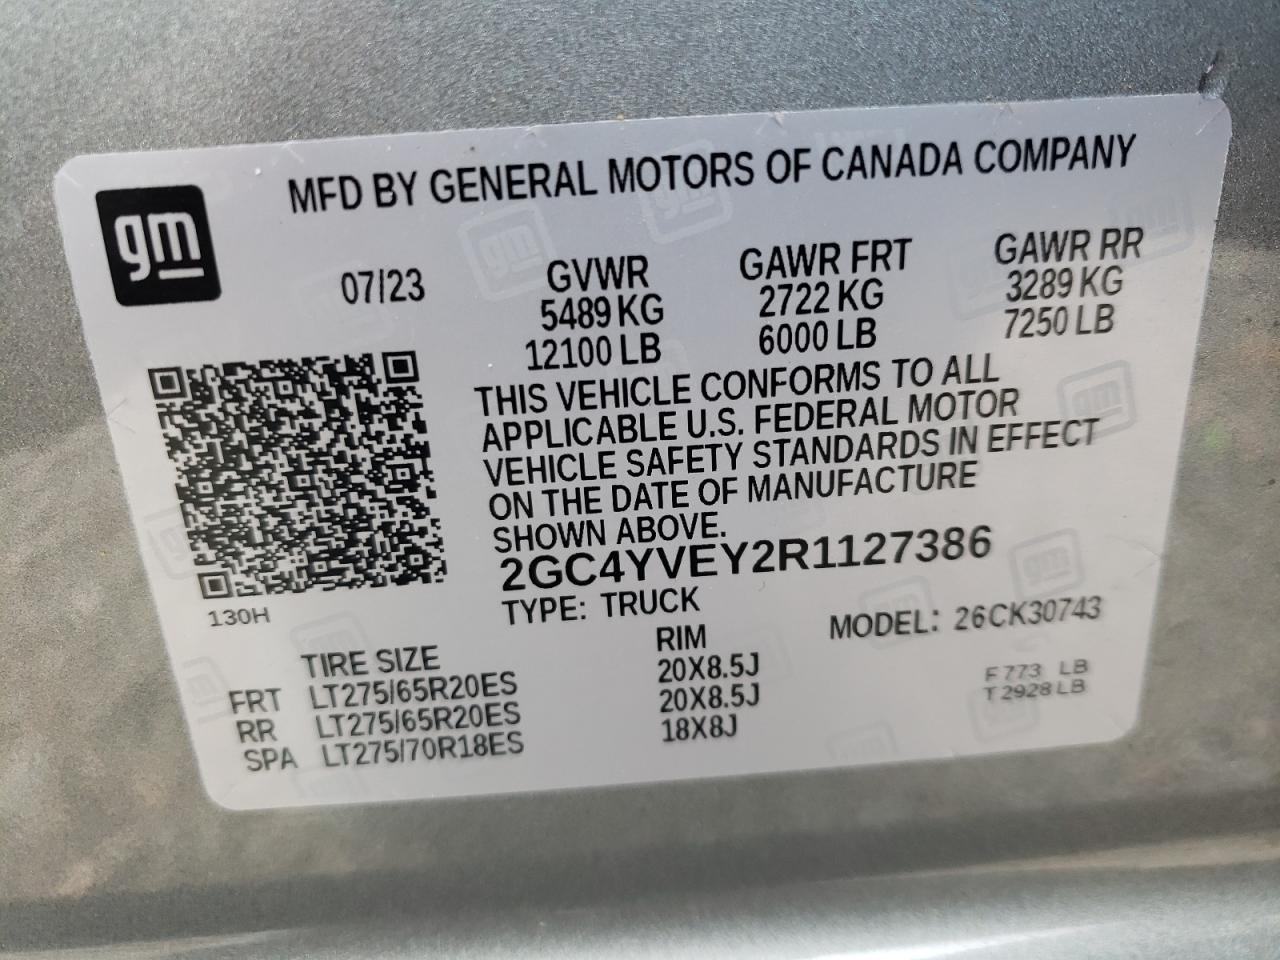 gm
MFD BY GENERAL MOTORS OF CANADA COMPANY
07/23 GVWR GAWR FRT GAWR RR
5489 KG 2722 KG 3289 KG
12100 LB 6000 LB 7250 LB
THIS VEHICLE CONFORMS TO ALL
APPLICABLE U.S. FEDERAL MOTOR
VEHICLE SAFETY STANDARDS IN EFFECT
ON THE DATE OF MANUFACTURE
SHOWN ABOVE.
2GC4YVEY2R1127386
130H
TYPE: TRUCK MODEL: 26CK30743
TIRE SIZE RIM
FRT LT275/65R20ES 20X8.5J F 773 LB
RR LT275/65R20ES 20X8.5J T 2928 LB
SPA LT275/70R18ES 18X8J